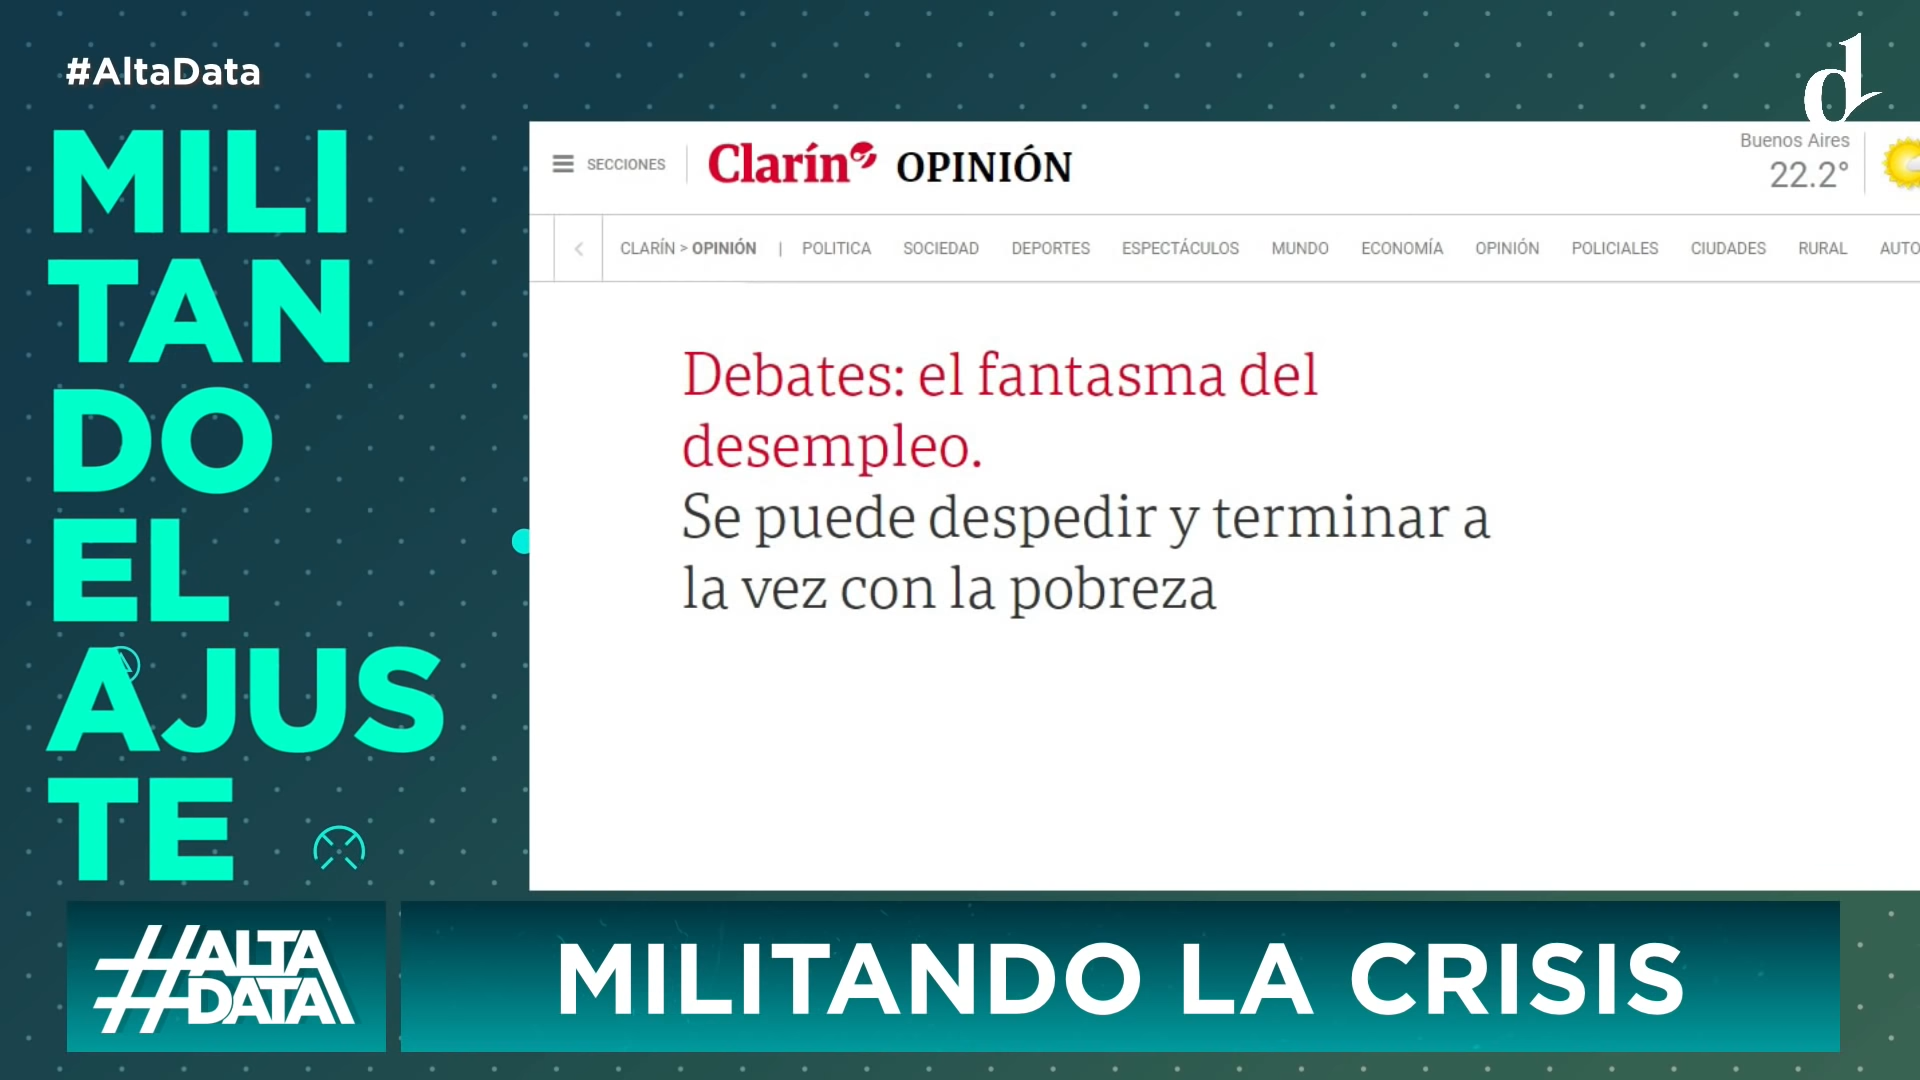 #AltaData
MILI
TAN
DO
EL
AJUS
TE
SECCIONES
Clarín OPINIÓN
Buenos Aires
22.2°
CLARÍN > OPINIÓN | POLITICA SOCIEDAD DEPORTES ESPECTÁCULOS MUNDO ECONOMÍA OPINIÓN POLICIALES CIUDADES RURAL AUTO
Debates: el fantasma del
desempleo.
Se puede despedir y terminar a
la vez con la pobreza
#ALTA
DATA
MILITANDO LA CRISIS
d